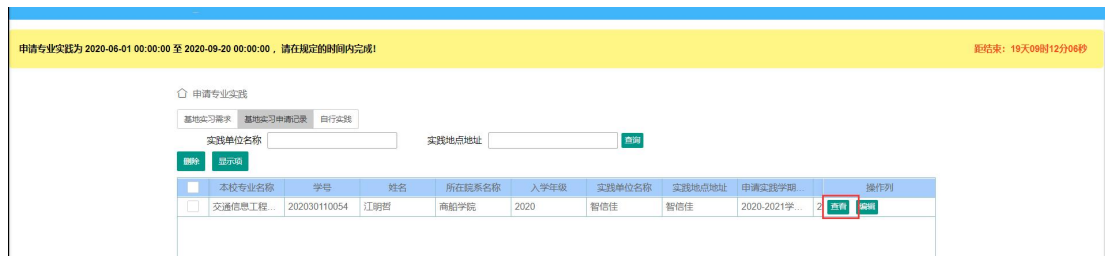 申请专业实践为 2020-06-01 00:00:00 至 2020-09-20 00:00:00 ，请在规定的时间内完成! 距结束：19天09时12分06秒
申请专业实践
基地实习需求 基地实习申请记录 自行实践
实践单位名称 实践地点地址 查询
删除 显示项
本校专业名称 学号 姓名 所在院系名称 入学年级 实践单位名称 实践地点地址 申请实践学期... 操作列
交通信息工程... 202030110054 江明哲 商船学院 2020 智信佳 智信佳 2020-2021学... 2 查看 编辑